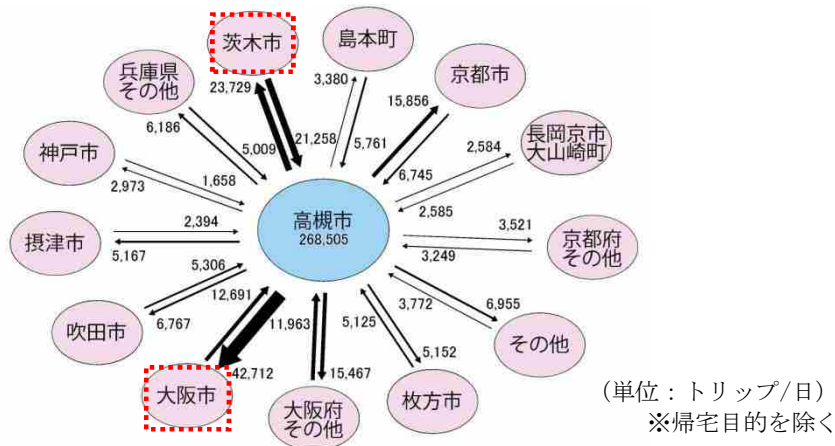 茨木市
島本町
京都市
兵庫県
その他
23,729
3,380
15,856
長岡京市
大山崎町
6,186
5,009
21,258
5,761
6,745
2,584
神戸市
2,973
1,658
2,585
高槻市
268,505
摂津市
2,394
5,167
3,521
3,249
京都府
その他
5,306
12,691
6,767
吹田市
11,963
5,125
3,772
6,955
その他
大阪市
42,712
15,467
5,152
大阪府
その他
枚方市
(単位:トリップ/日)
※帰宅目的を除く